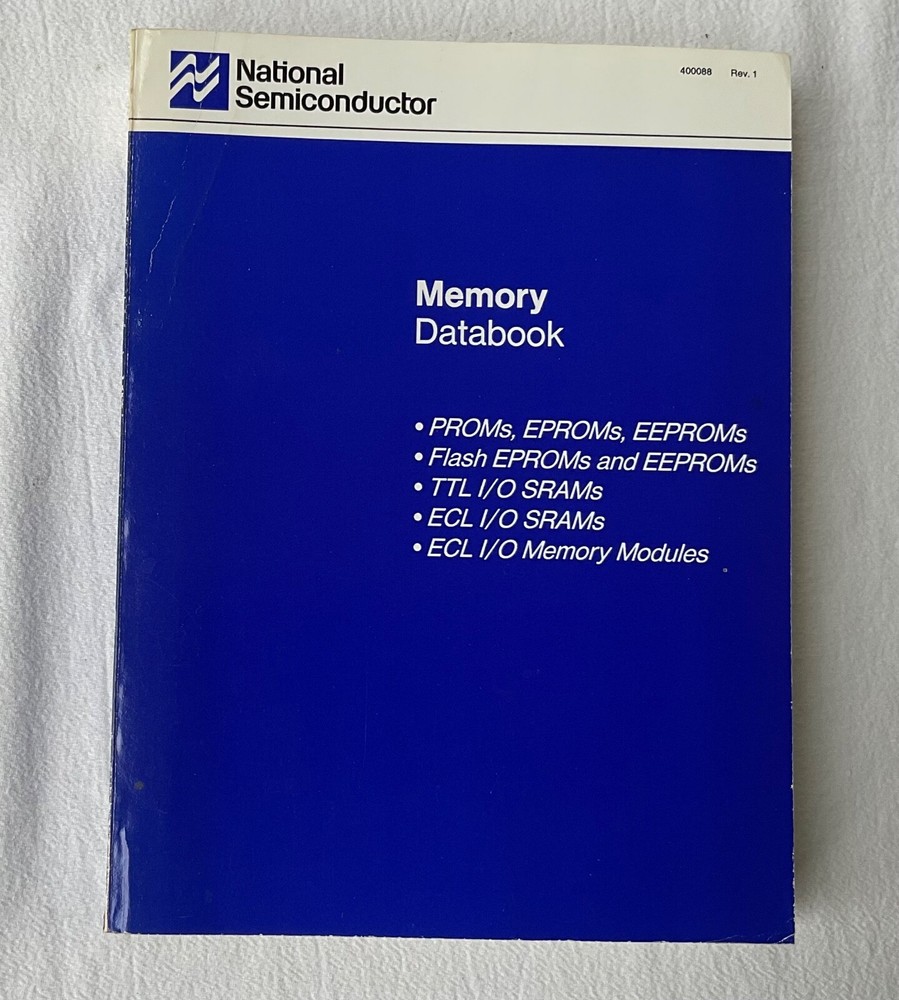 National
Semiconductor
400088 Rev. 1
Memory
Databook
• PROMs, EPROMs, EEPROMs
• Flash EPROMs and EEPROMs
• TTL I/O SRAMs
• ECL I/O SRAMs
• ECL I/O Memory Modules